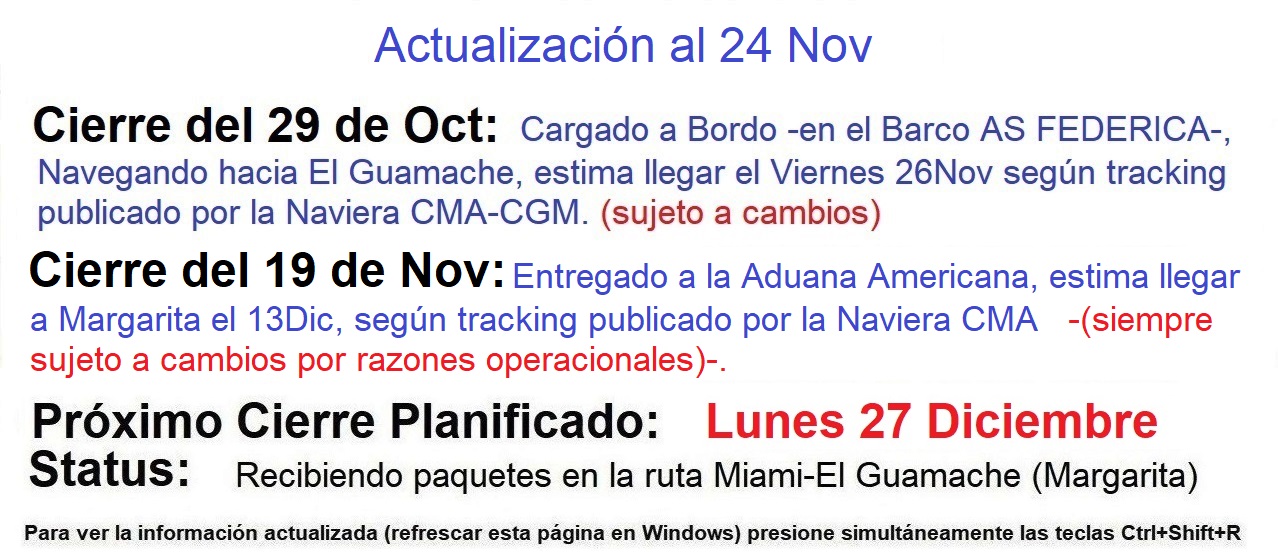 Actualización al 24 Nov
Cierre del 29 de Oct: Cargado a Bordo -en el Barco AS FEDERICA-,
Navegando hacia El Guamache, estima llegar el Viernes 26Nov según tracking
publicado por la Naviera CMA-CGM. (sujeto a cambios)
Cierre del 19 de Nov: Entregado a la Aduana Americana, estima llegar
a Margarita el 13Dic, según tracking publicado por la Naviera CMA -(siempre
sujeto a cambios por razones operacionales)-.
Próximo Cierre Planificado: Lunes 27 Diciembre
Status: Recibiendo paquetes en la ruta Miami-El Guamache (Margarita)
Para ver la información actualizada (refrescar esta página en Windows) presione simultáneamente las teclas Ctrl+Shift+R